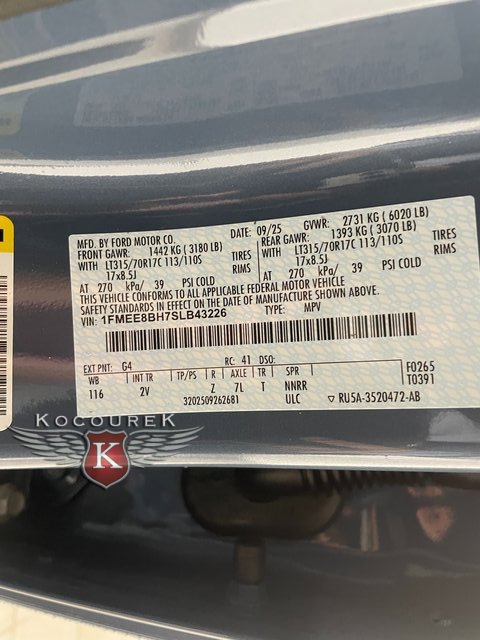 MFD. BY FORD MOTOR CO.
DATE: 09/25 GVWR: 2731 KG ( 6020 LB)
FRONT GAWR: 1442 KG ( 3180 LB)
REAR GAWR: 1393 KG ( 3070 LB)
WITH LT315/70R17C 113/110S TIRES
WITH LT315/70R17C 113/110S TIRES
17x8.5J RIMS
17x8.5J RIMS
AT 270 kPa/ 39 PSI COLD
AT 270 kPa/ 39 PSI COLD
THIS VEHICLE CONFORMS TO ALL APPLICABLE FEDERAL MOTOR VEHICLE
SAFETY STANDARDS IN EFFECT ON THE DATE OF MANUFACTURE SHOWN ABOVE.
VIN: 1FMEE8BH7SLB43226 TYPE: MPV
EXT PNT: G4 RC: 41 DSO:
WB INT TR TP/PS R AXLE TR SPR F0265
116 2V Z 7L T NNRR T0391
3202509262681 ULC ▽ RU5A-3520472-AB
KOCOUREK
K